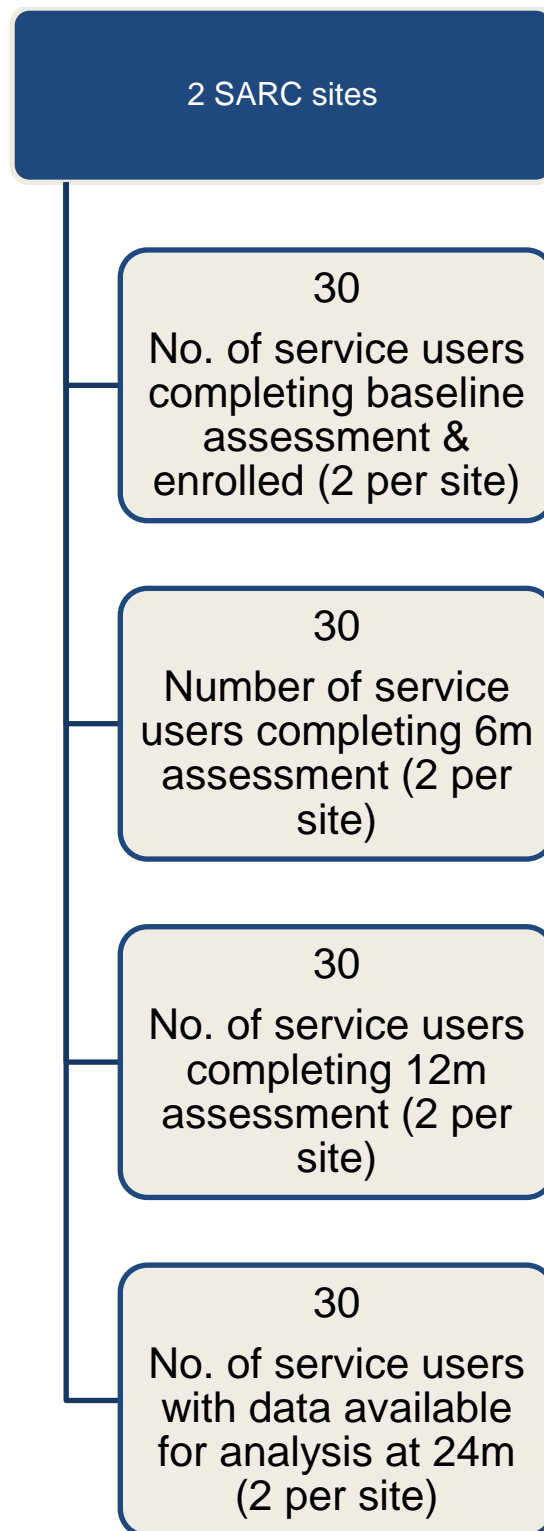 2 SARC sites
30
No. of service users
completing baseline
assessment &
enrolled (2 per site)
30
Number of service
users completing 6m
assessment (2 per
site)
30
No. of service users
completing 12m
assessment (2 per
site)
30
No. of service users
with data available
for analysis at 24m
(2 per site)